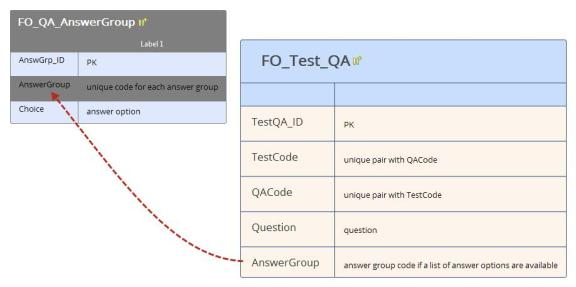 FO_QA_AnswerGroup
Label 1
AnswGrp_ID PK
AnswerGroup unique code for each answer group
Choice answer option
FO_Test_QA
TestQA_ID PK
TestCode unique pair with QACode
QACode unique pair with TestCode
Question question
AnswerGroup answer group code if a list of answer options are available